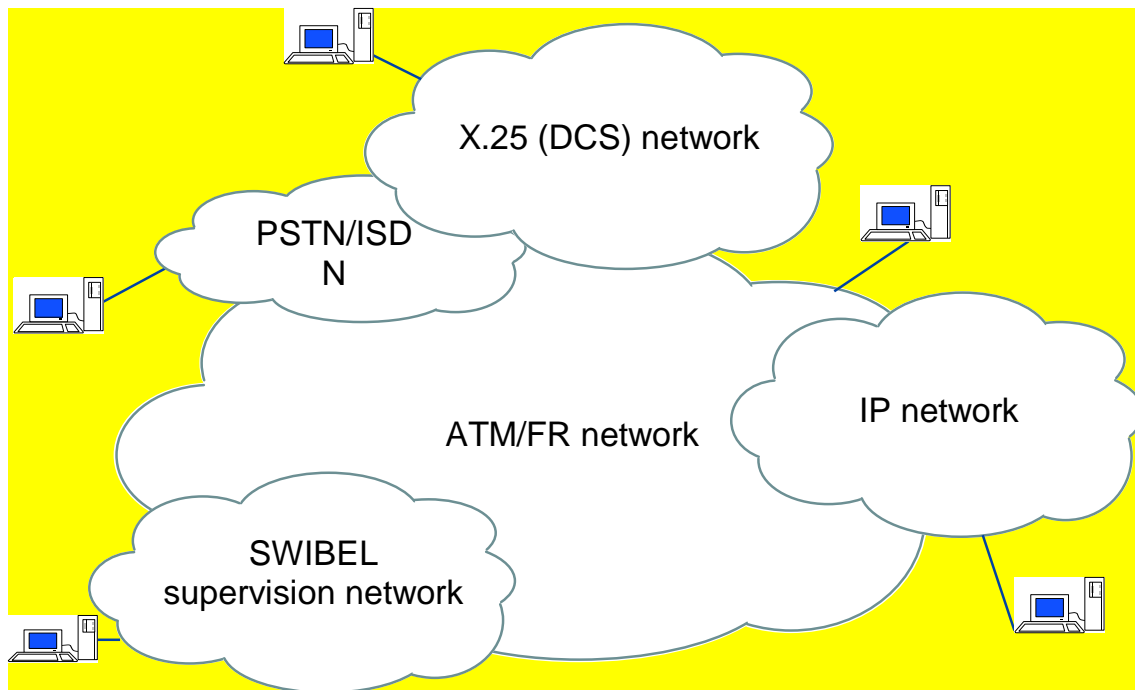 X.25 (DCS) network
PSTN/ISD
N
IP network
ATM/FR network
SWIBEL
supervision network